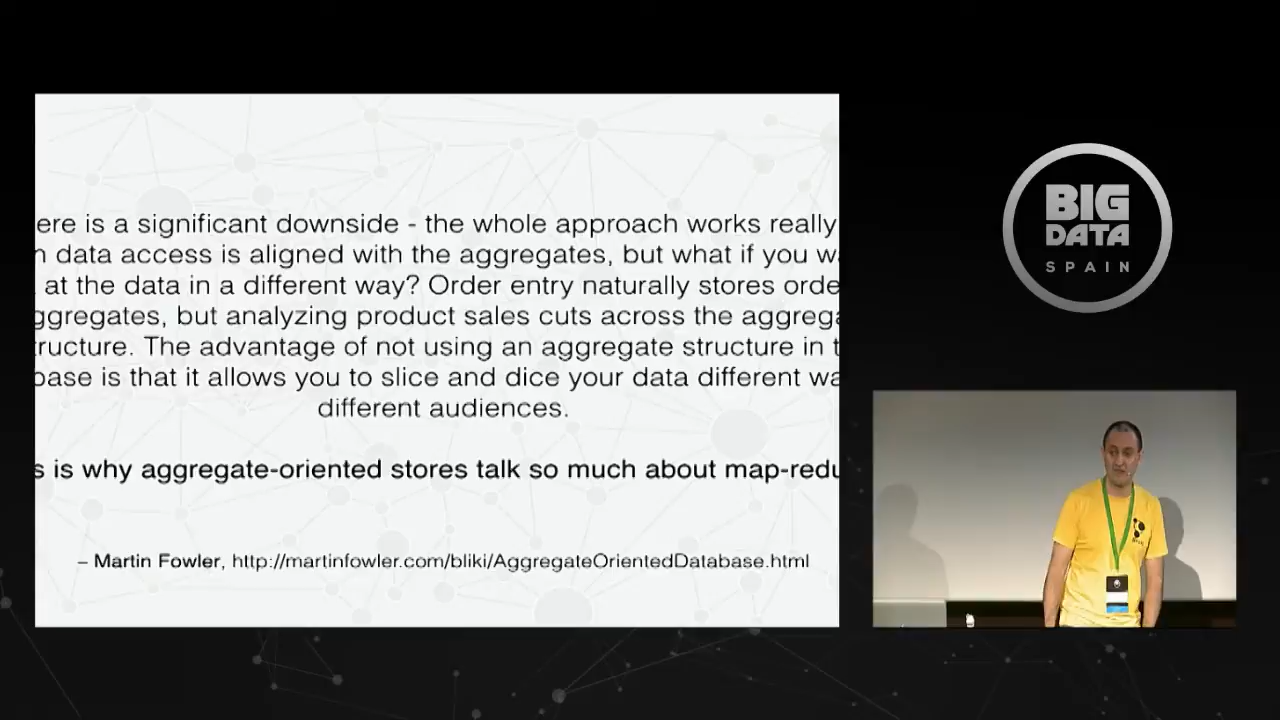 ere is a significant downside - the whole approach works really
data access is aligned with the aggregates, but what if you wa
at the data in a different way? Order entry naturally stores orde
ggregates, but analyzing product sales cuts across the aggrega
ructure. The advantage of not using an aggregate structure in t
base is that it allows you to slice and dice your data different wa
different audiences.
s is why aggregate-oriented stores talk so much about map-redu
– Martin Fowler, http://martinfowler.com/bliki/AggregateOrientedDatabase.html
BIG
DATA
SPAIN